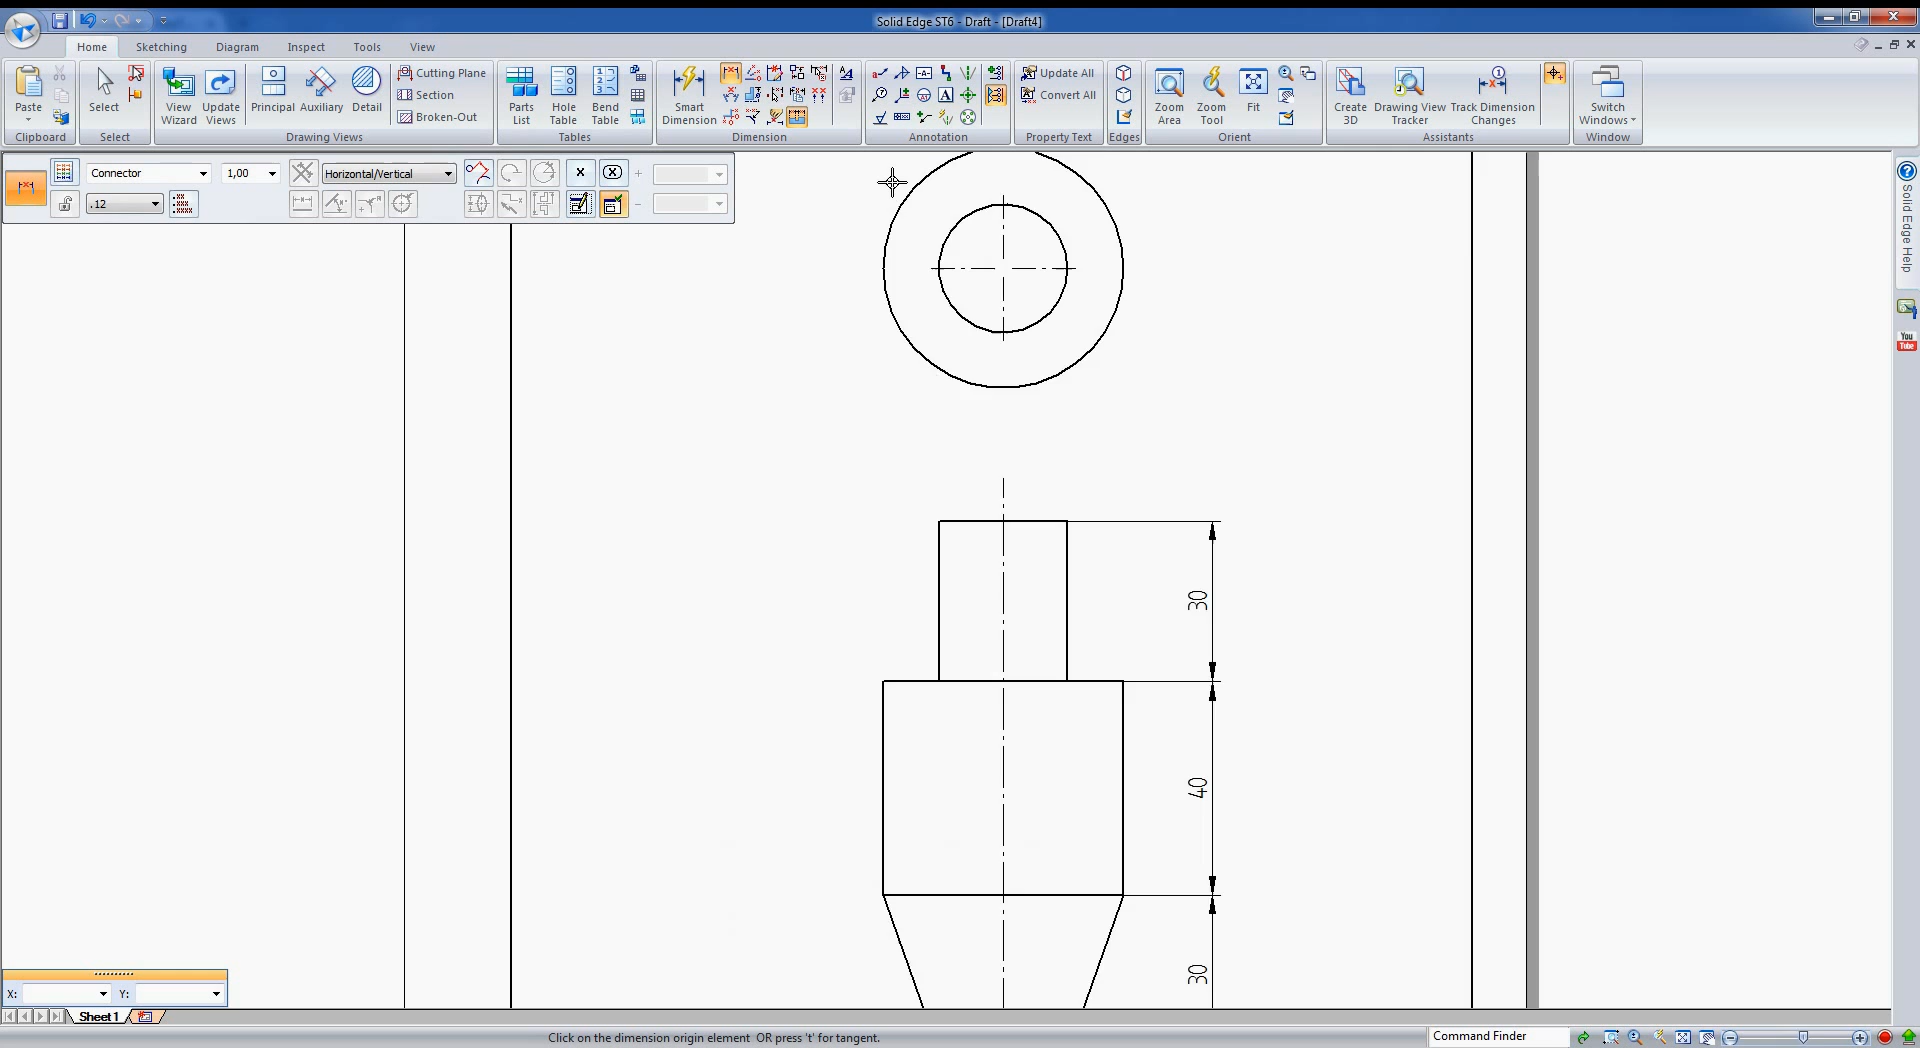 Solid Edge ST6 - Draft - [Draft4]
Home Sketching Diagram Inspect Tools View
Paste
Clipboard
Select
Select
View Wizard
Update Views
Principal
Auxiliary
Detail
Cutting Plane
Section
Broken-Out
Drawing Views
Parts List
Hole Table
Bend Table
Tables
Smart Dimension
Dimension
A
Annotation
Update All
Convert All
Property Text
Edges
Zoom Area
Zoom Tool
Fit
Orient
Create 3D
Drawing View Tracker
Track Dimension Changes
Assistants
Switch Windows
Window
Connector
1,00
Horizontal/Vertical
x
(x)
+
.12
-
Solid Edge Help
You Tube
30
40
30
X:
Y:
Sheet1
Click on the dimension origin element OR press 't' for tangent.
Command Finder